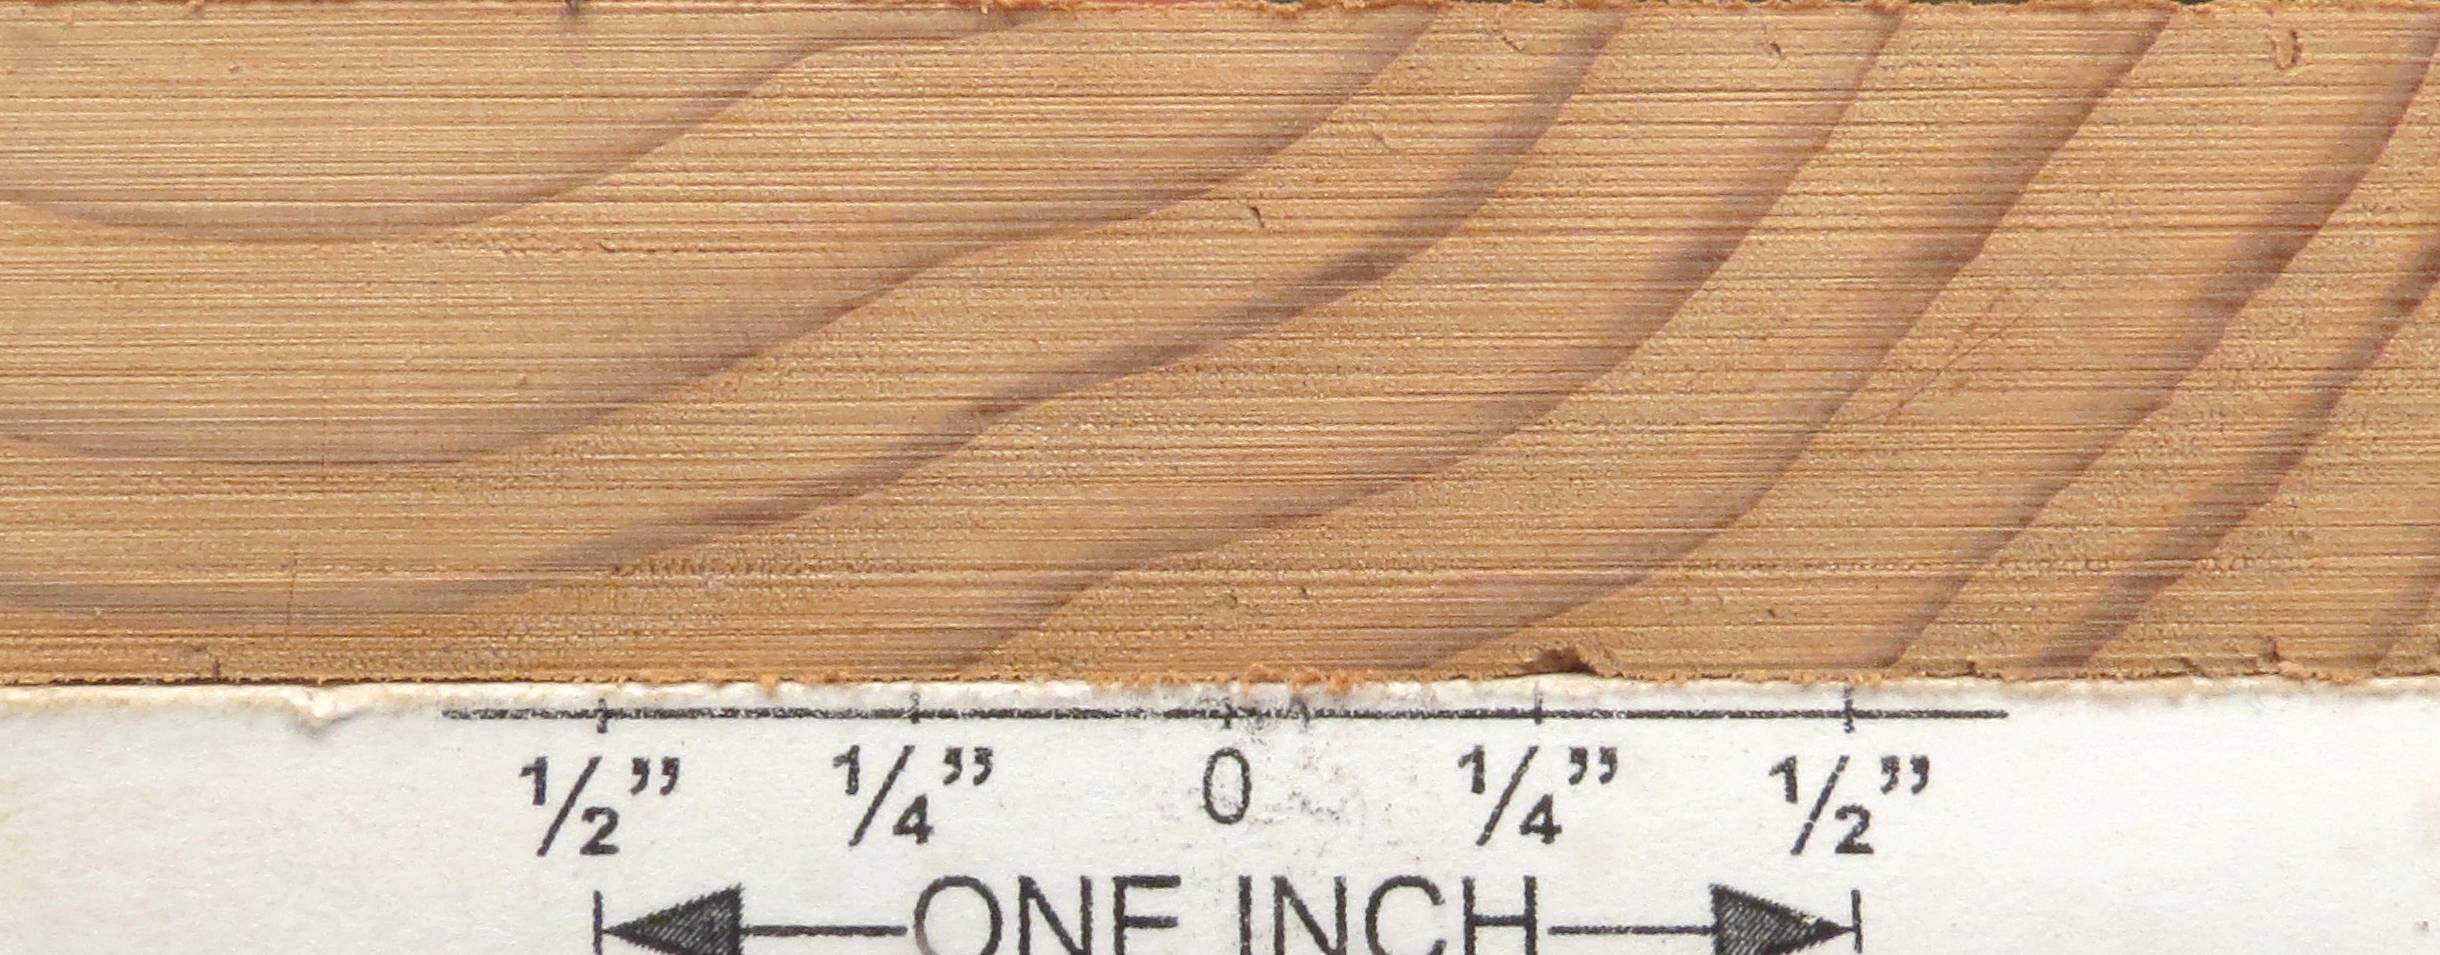 1/2” 1/4” 0 1/4” 1/2”
ONE INCH